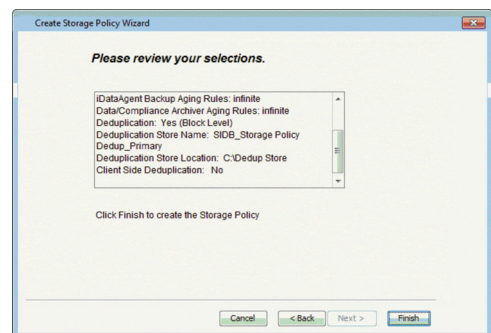 Create Storage Policy Wizard
Please review your selections.
iDataAgent Backup Aging Rules: infinite
Data/Compliance Archiver Aging Rules: infinite
Deduplication: Yes (Block Level)
Deduplication Store Name: SIDB_Storage Policy
Dedup_Primary
Deduplication Store Location: C:\Dedup Store
Client Side Deduplication: No
Click Finish to create the Storage Policy
Cancel < Back Next > Finish